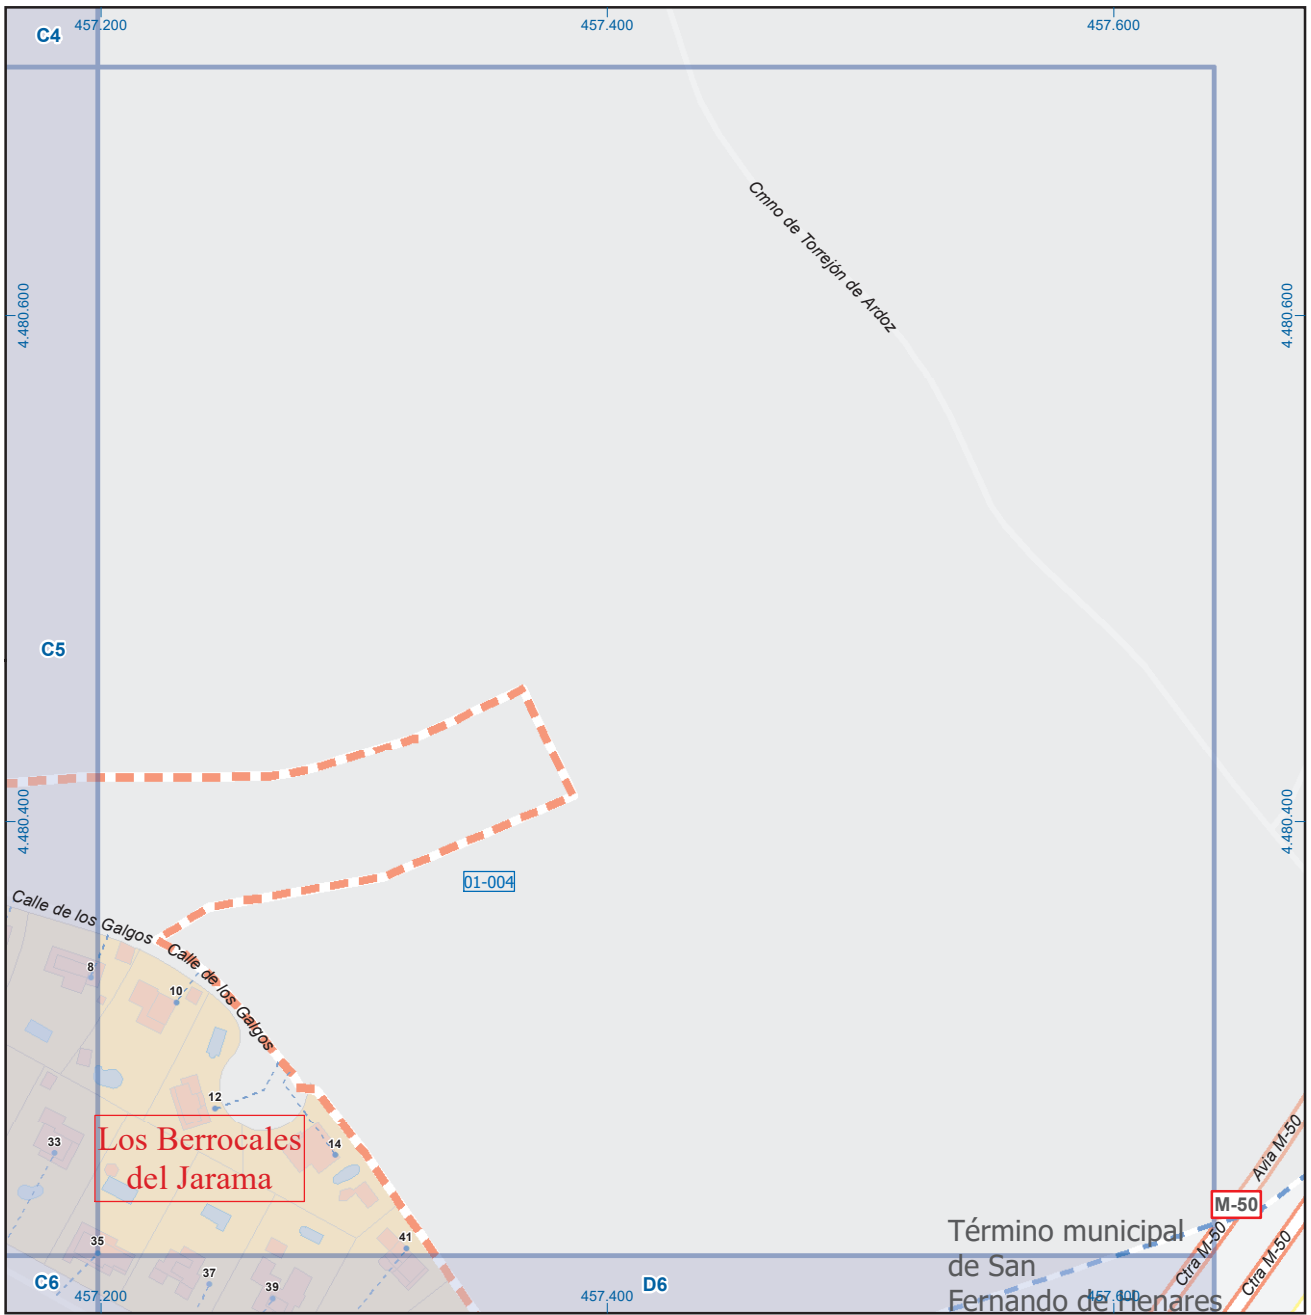 C4
457.200
457.400
457.600
Cmno de Torrejón de Ardoz
4.480.600
4.480.600
C5
4.480.400
4.480.400
01-004
Calle de los Galgos
Calle de los Galgos
8
10
12
14
33
Los Berrocales
del Jarama
35
37
39
41
Avia M-50
M-50
Ctra M-50
Ctra M-50
Término municipal
de San
Fernando de Henares
C6
D6
457.200
457.400
457.600